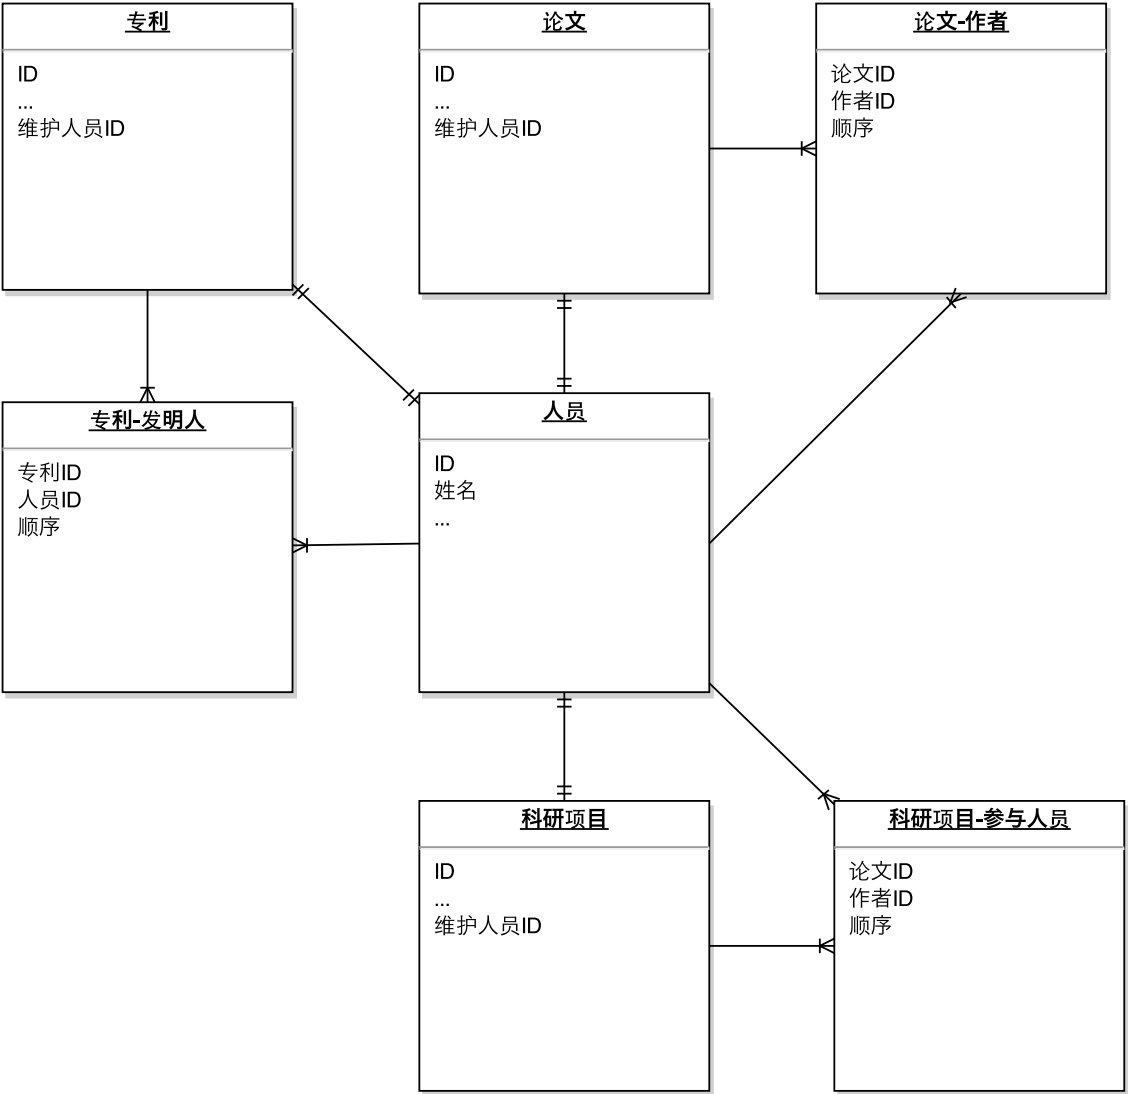 专利
ID
...
维护人员ID
论文
ID
...
维护人员ID
论文-作者
论文ID
作者ID
顺序
专利-发明人
专利ID
人员ID
顺序
人员
ID
姓名
...
科研项目
ID
...
维护人员ID
科研项目-参与人员
论文ID
作者ID
顺序